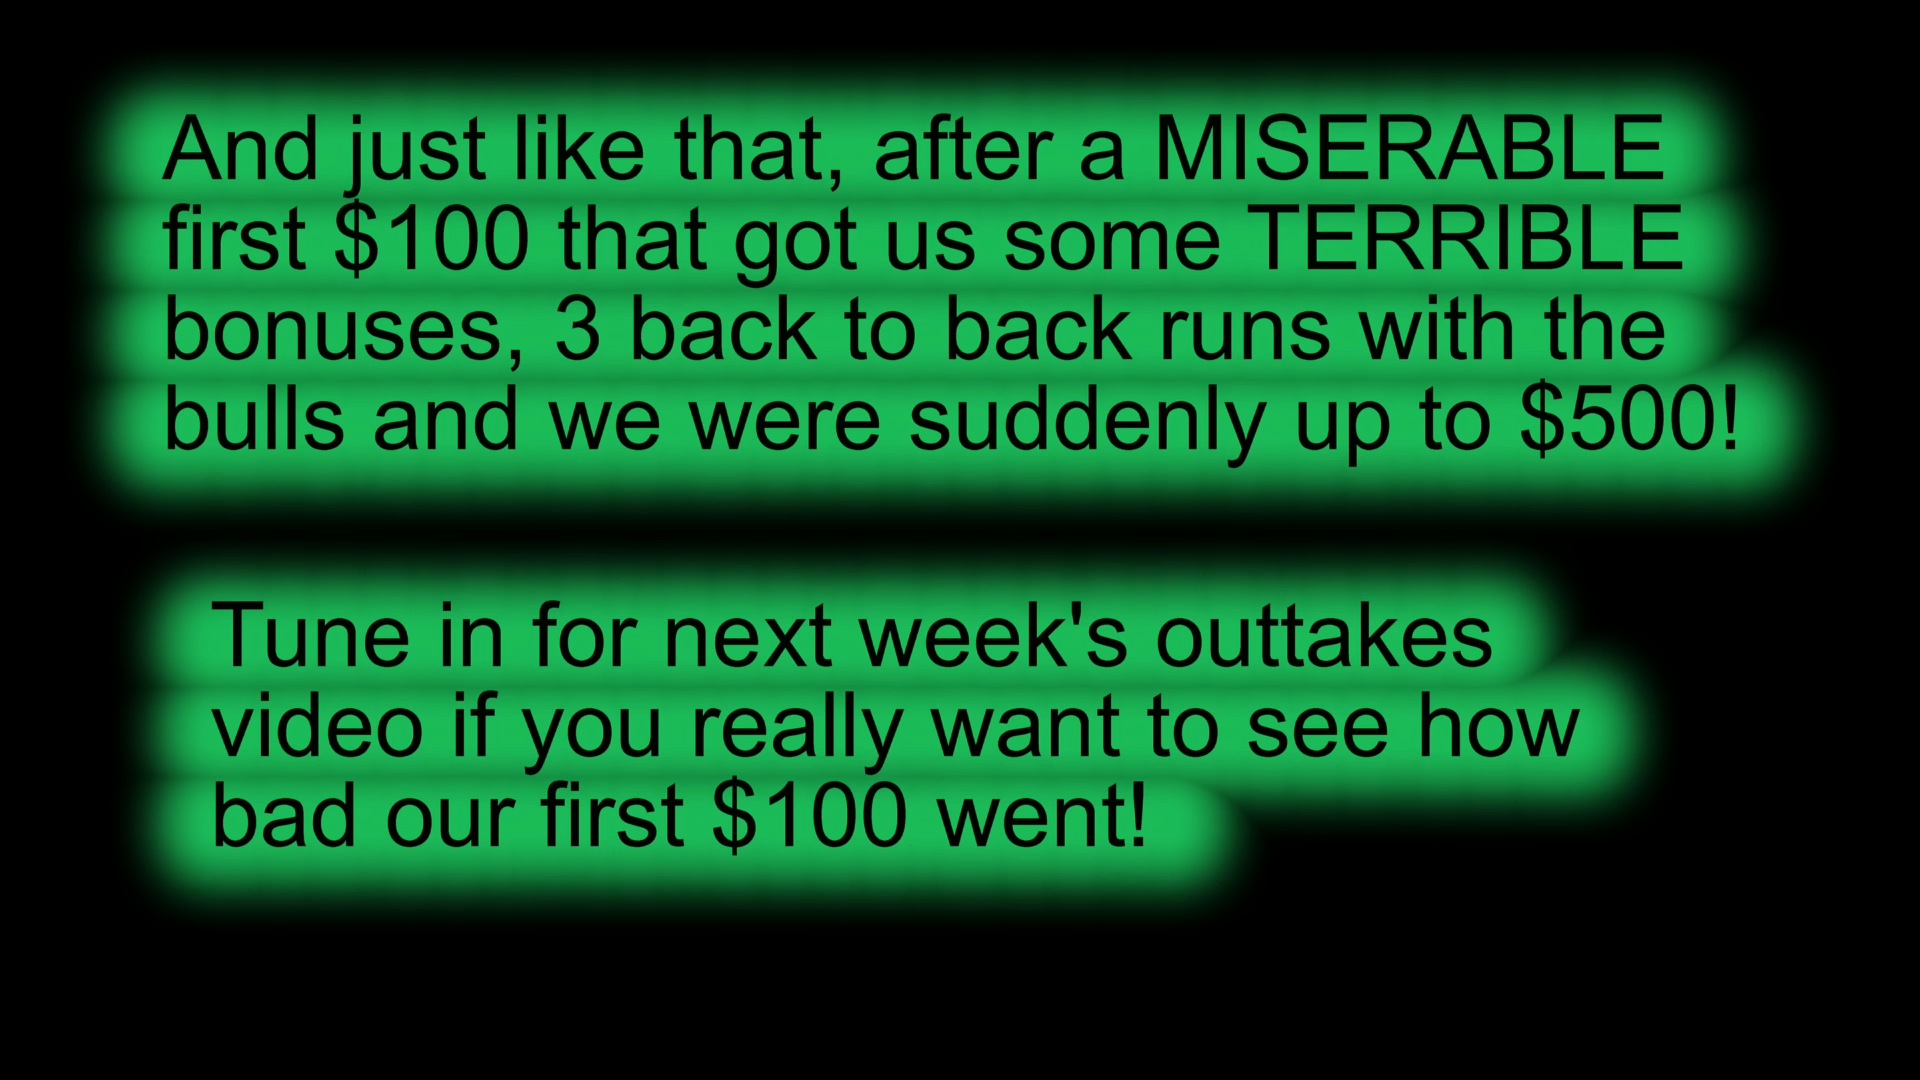 And just like that, after a MISERABLE
first $100 that got us some TERRIBLE
bonuses, 3 back to back runs with the
bulls and we were suddenly up to $500!
Tune in for next week's outtakes
video if you really want to see how
bad our first $100 went!